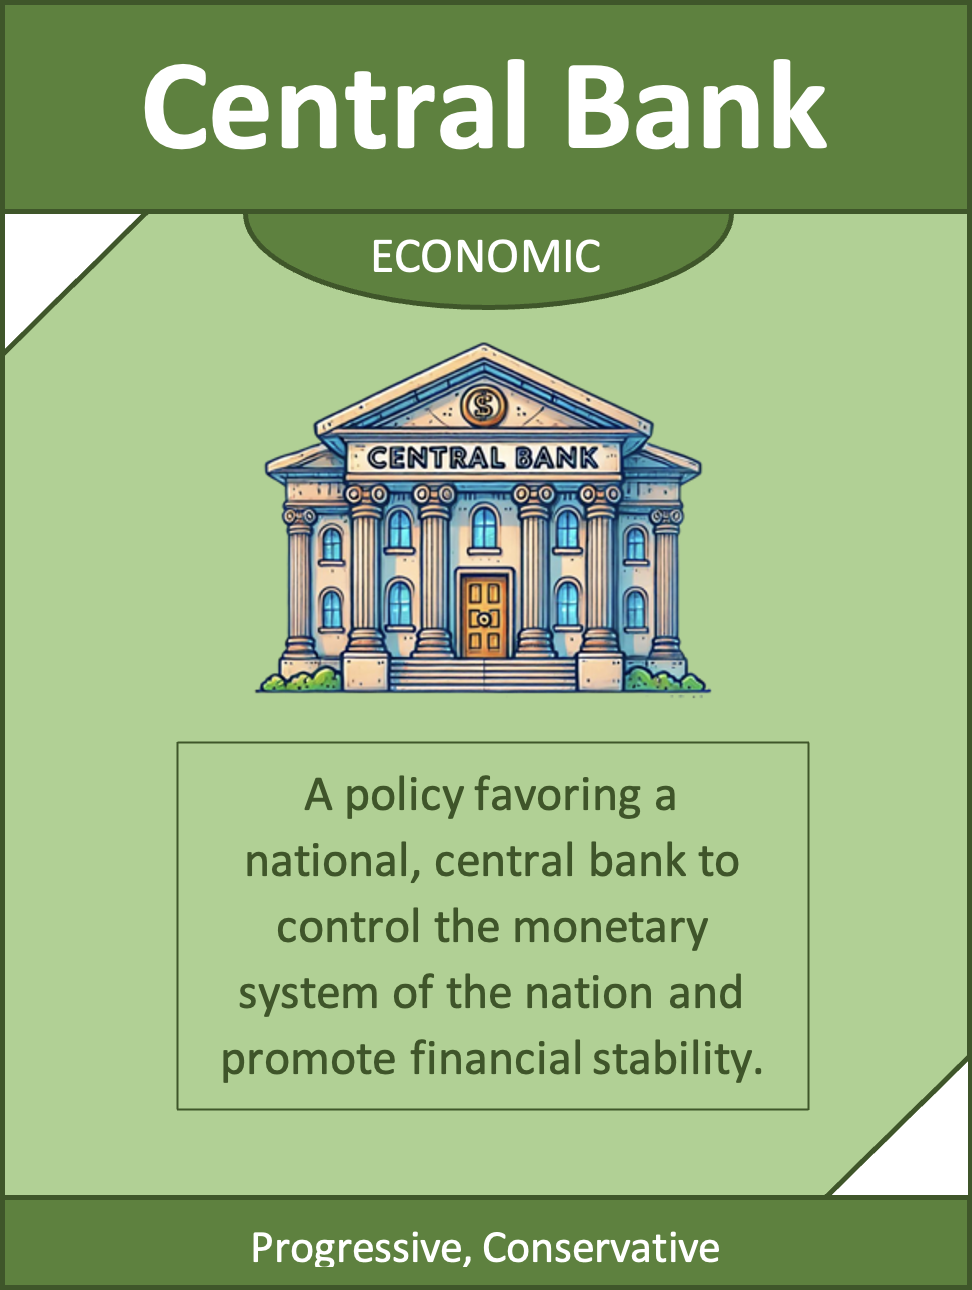 Central Bank
ECONOMIC
$
CENTRAL BANK
A policy favoring a
national, central bank to
control the monetary
system of the nation and
promote financial stability.
Progressive, Conservative